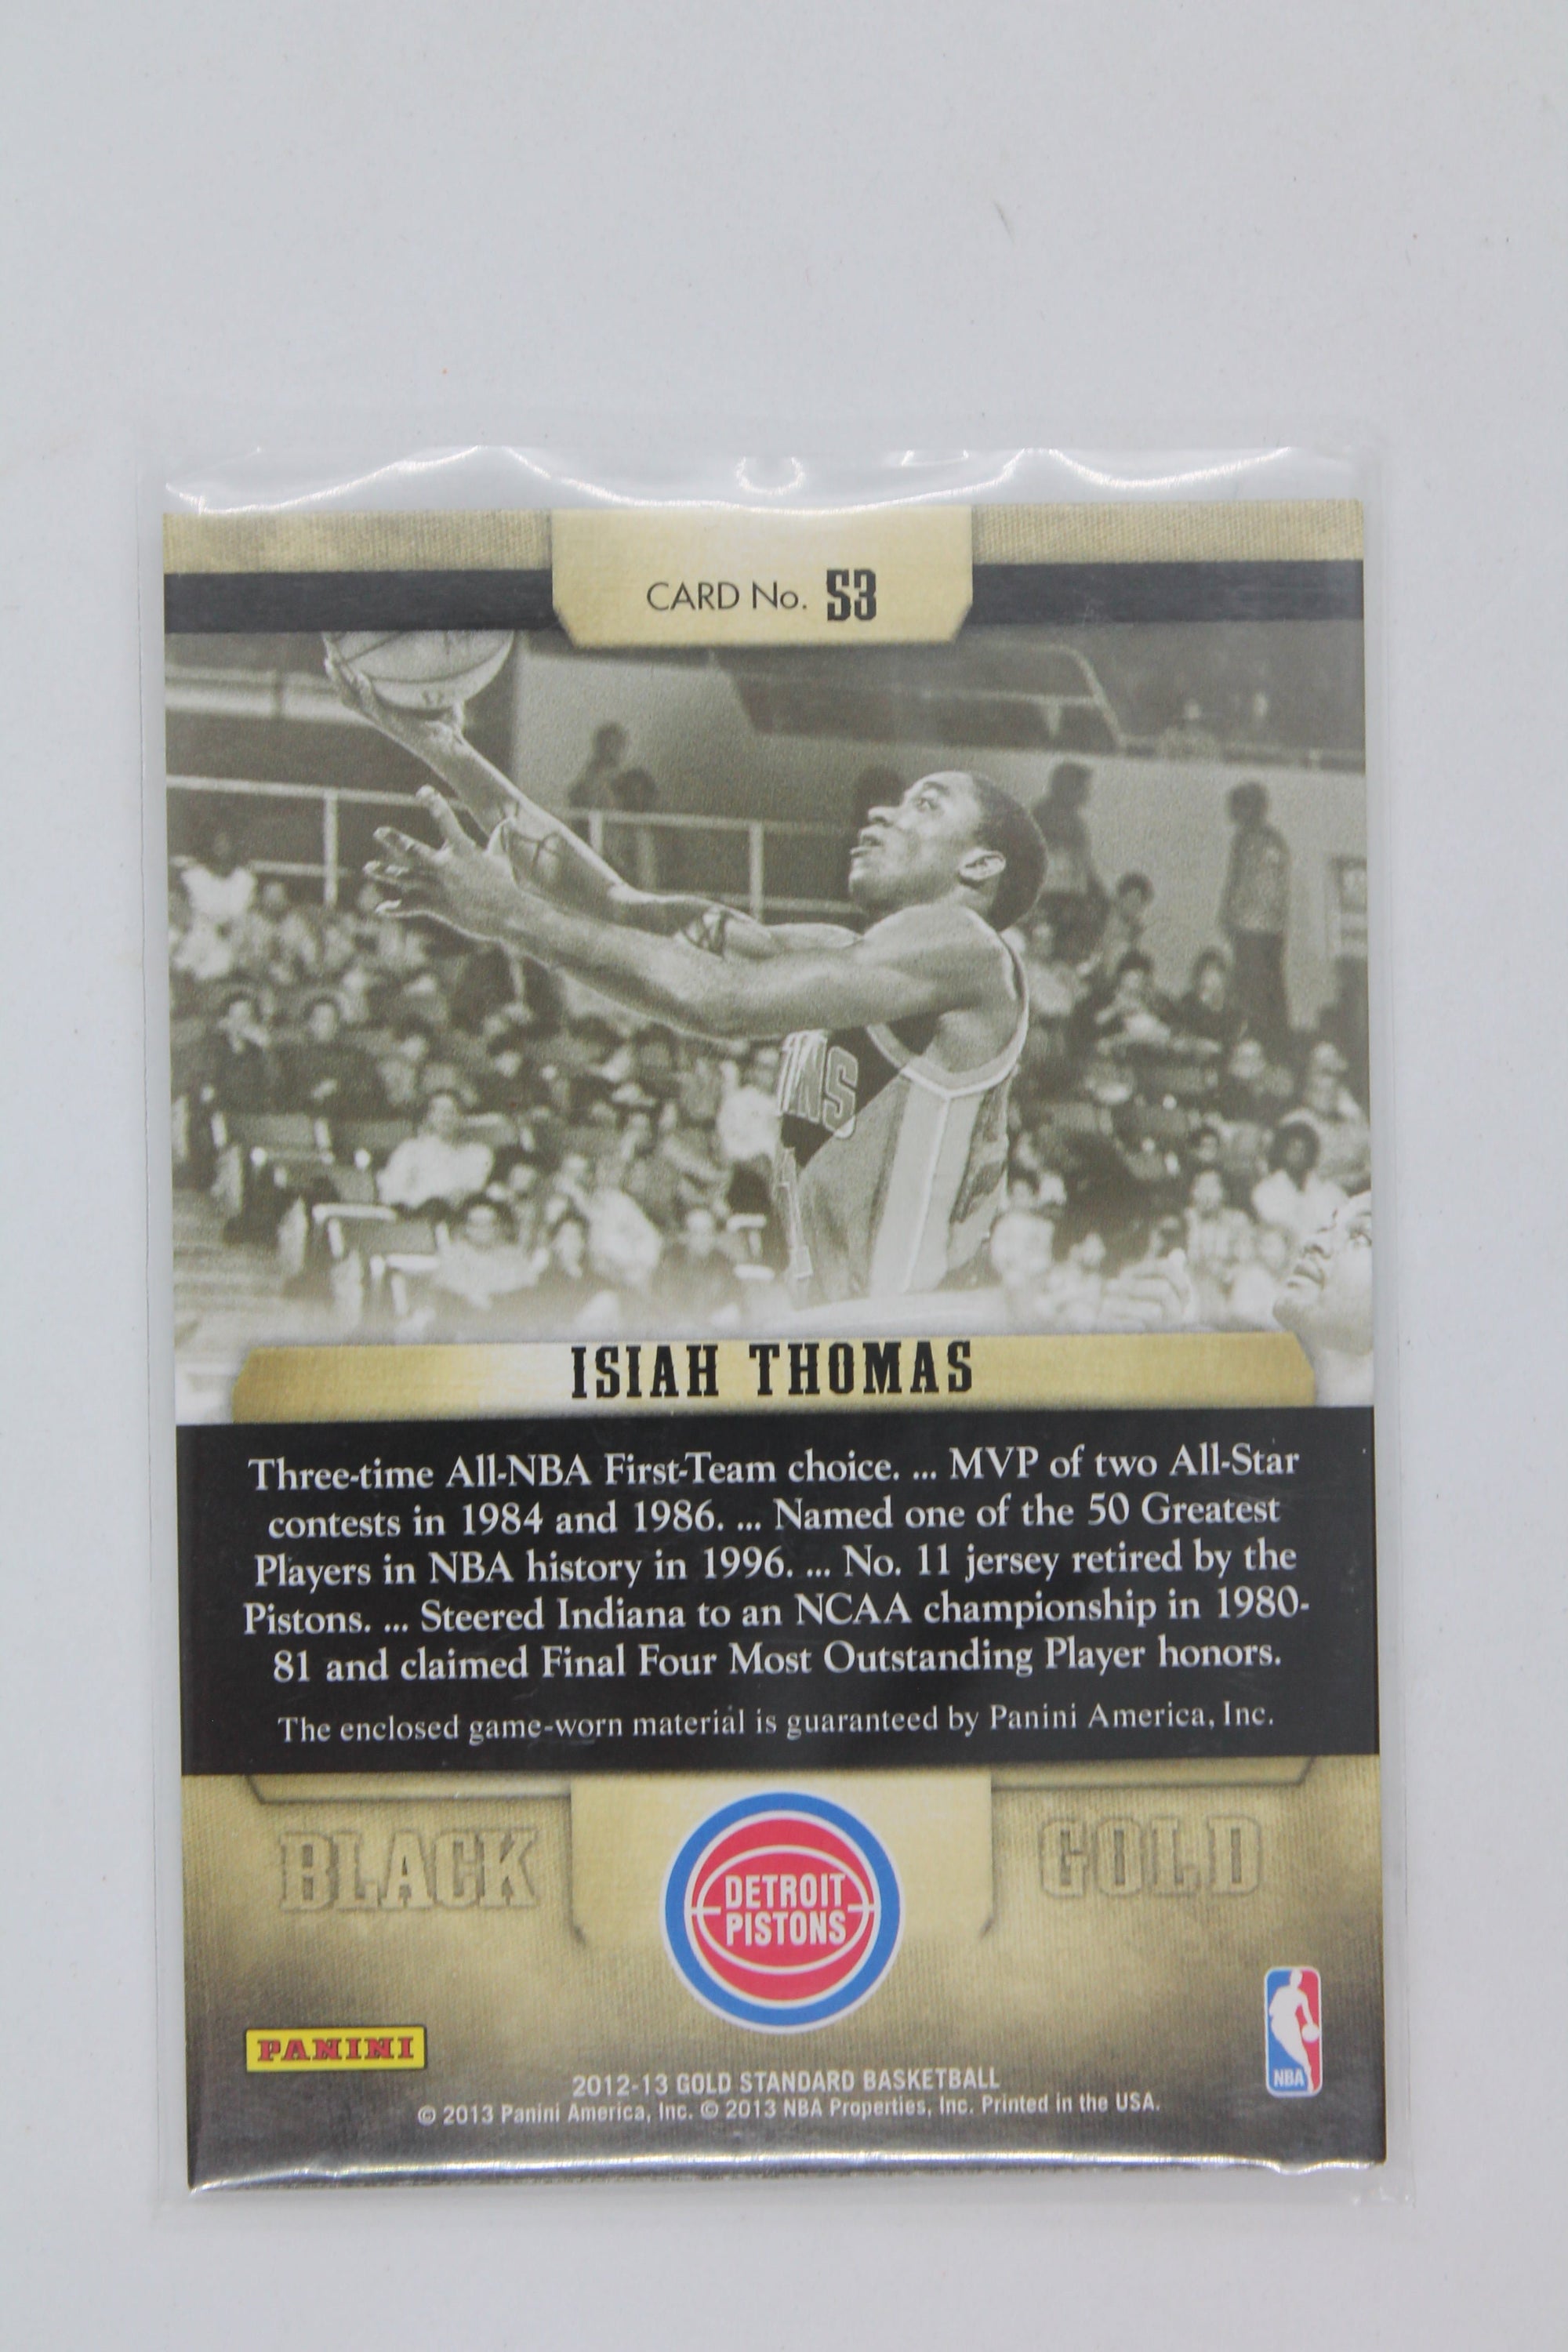 CARD No. 53
NS
ISIAH THOMAS
Three-time All-NBA First-Team choice. ... MVP of two All-Star
contests in 1984 and 1986. ... Named one of the 50 Greatest
Players in NBA history in 1996. ... No. 11 jersey retired by the
Pistons. ... Steered Indiana to an NCAA championship in 1980-
81 and claimed Final Four Most Outstanding Player honors.
The enclosed game-worn material is guaranteed by Panini America, Inc.
BLACK GOLD
DETROIT
PISTONS
PANINI
NBA
2012-13 GOLD STANDARD BASKETBALL
© 2013 Panini America, Inc. © 2013 NBA Properties, Inc. Printed in the USA.